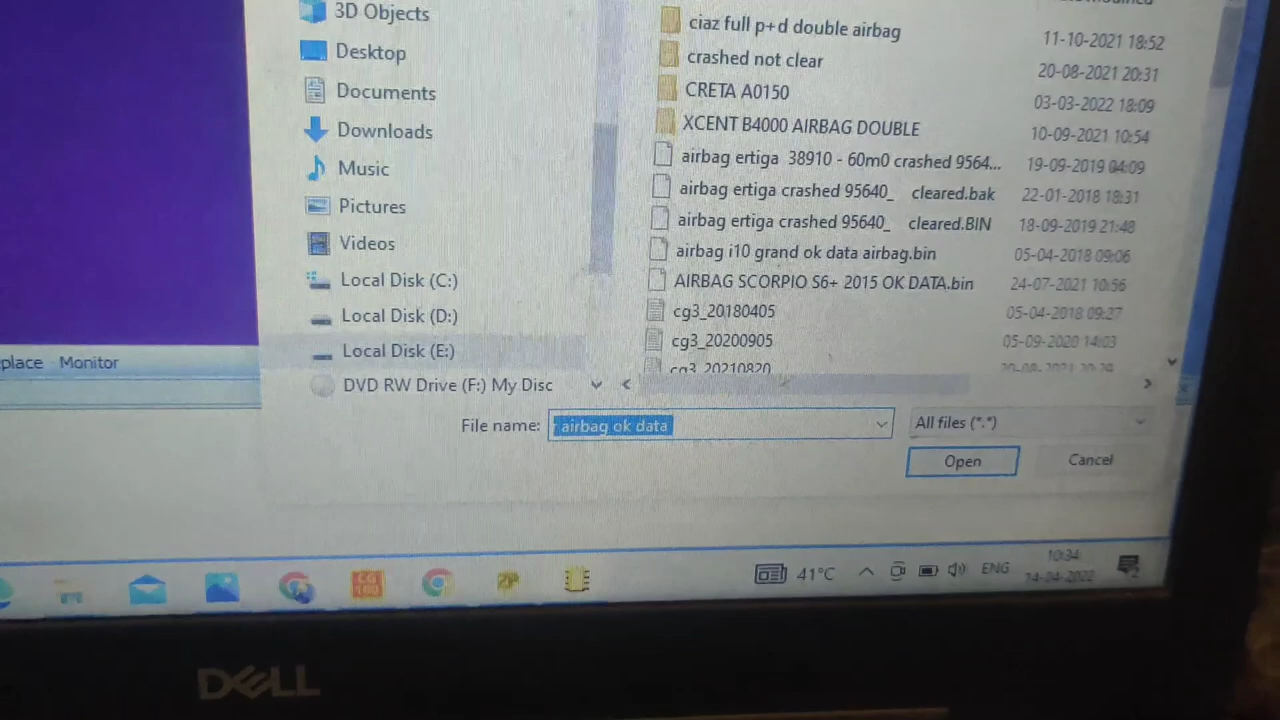 3D Objects
Desktop
Documents
Downloads
Music
Pictures
Videos
Local Disk (C:)
Local Disk (D:)
Local Disk (E:)
DVD RW Drive (F:) My Disc
ciaz full p+d double airbag 11-10-2021 18:52
crashed not clear 20-08-2021 20:31
CRETA A0150 03-03-2022 18:09
XCENT B4000 AIRBAG DOUBLE 10-09-2021 10:54
airbag ertiga 38910 - 60m0 crashed 9564... 19-09-2019 04:09
airbag ertiga crashed 95640_ cleared.bak 22-01-2018 18:31
airbag ertiga crashed 95640_ cleared.BIN 18-09-2019 21:48
airbag i10 grand ok data airbag.bin 05-04-2018 09:06
AIRBAG SCORPIO S6+ 2015 OK DATA.bin 24-07-2021 10:56
cg3_20180405 05-04-2018 09:27
cg3_20200905 05-09-2020 14:03
cg3_20210820
place Monitor
File name: r airbag ok data All files (*.*)
Open Cancel
CG 100
41°C ENG 10:34
14-04-2022
DELL